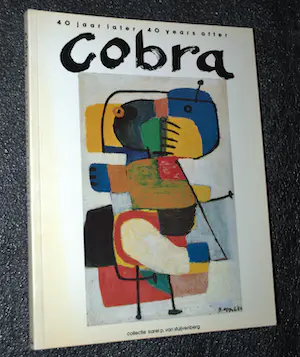 40 jaar later 40 years after
Cobra
collectie karel p. van stuijvenberg